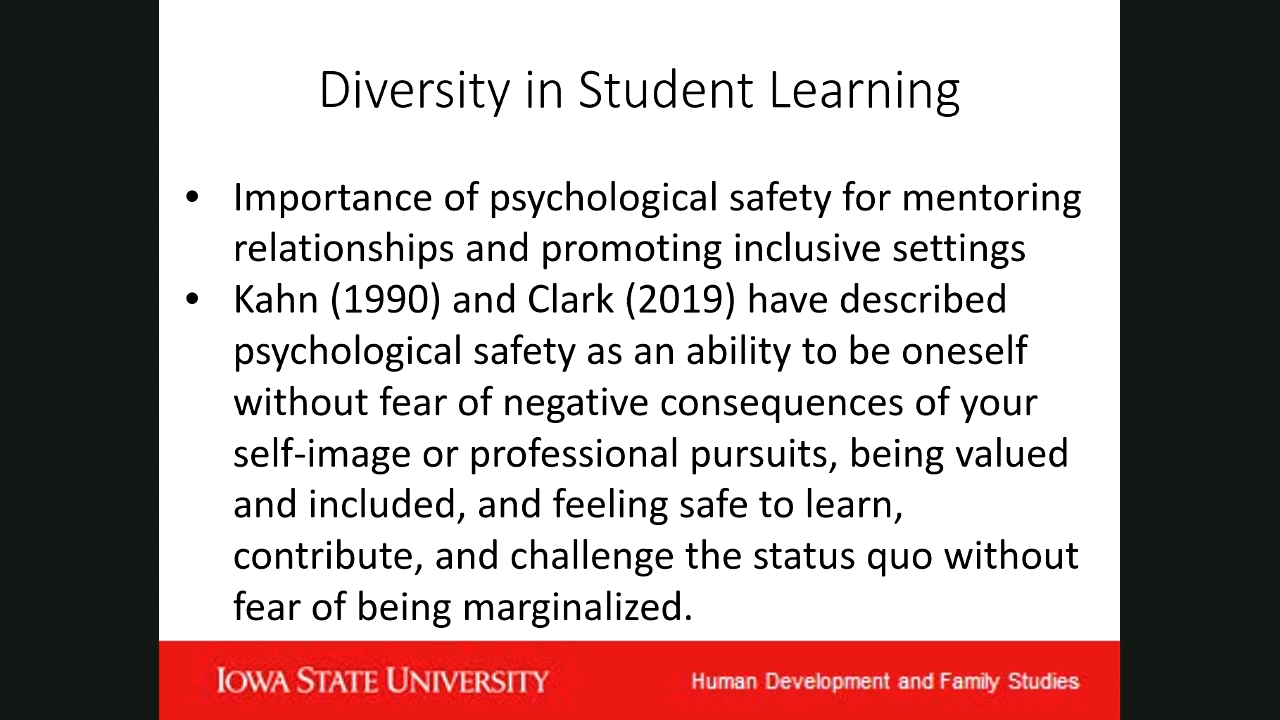 Diversity in Student Learning
• Importance of psychological safety for mentoring
relationships and promoting inclusive settings
• Kahn (1990) and Clark (2019) have described
psychological safety as an ability to be oneself
without fear of negative consequences of your
self-image or professional pursuits, being valued
and included, and feeling safe to learn,
contribute, and challenge the status quo without
fear of being marginalized.
IOWA STATE UNIVERSITY
Human Development and Family Studies